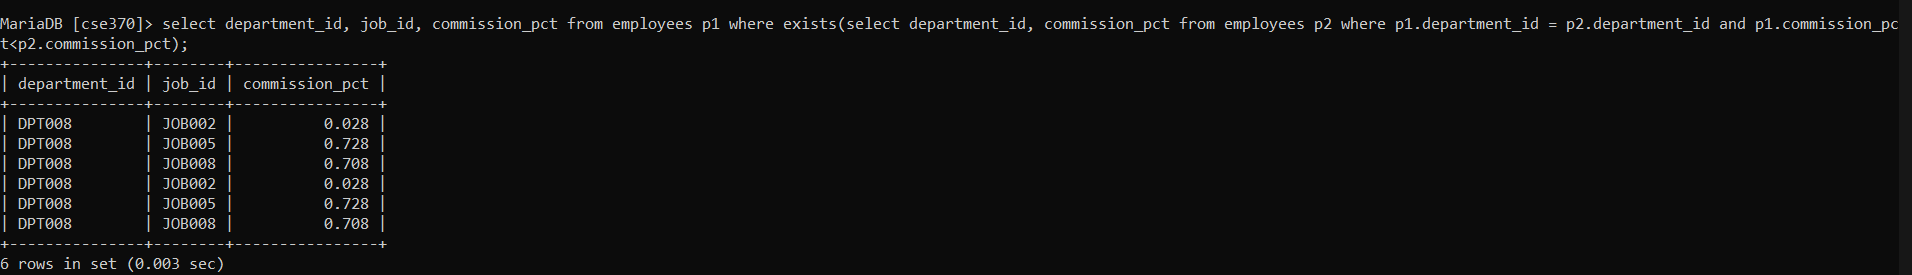 MariaDB [cse370]> select department_id, job_id, commission_pct from employees p1 where exists(select department_id, commission_pct from employees p2 where p1.department_id = p2.department_id and p1.commission_pc
t<p2.commission_pct);
+---------------+--------+----------------+
| department_id | job_id | commission_pct |
+---------------+--------+----------------+
| DPT008        | JOB002 |          0.028 |
| DPT008        | JOB005 |          0.728 |
| DPT008        | JOB008 |          0.708 |
| DPT008        | JOB002 |          0.028 |
| DPT008        | JOB005 |          0.728 |
| DPT008        | JOB008 |          0.708 |
+---------------+--------+----------------+
6 rows in set (0.003 sec)